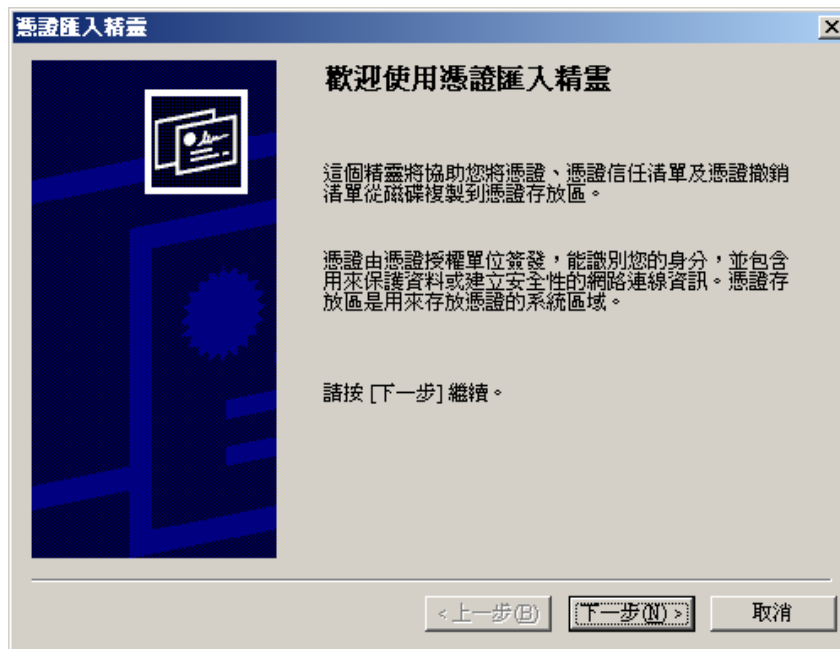 憑證匯入精靈
歡迎使用憑證匯入精靈
這個精靈將協助您將憑證、憑證信任清單及憑證撤銷
清單從磁碟複製到憑證存放區。
憑證由憑證授權單位簽發,能識別您的身分,並包含
用來保護資料或建立安全性的網路連線資訊。憑證存
放區是用來存放憑證的系統區域。
請按 [下一步] 繼續。
<上一步(B) 下一步(N) > 取消